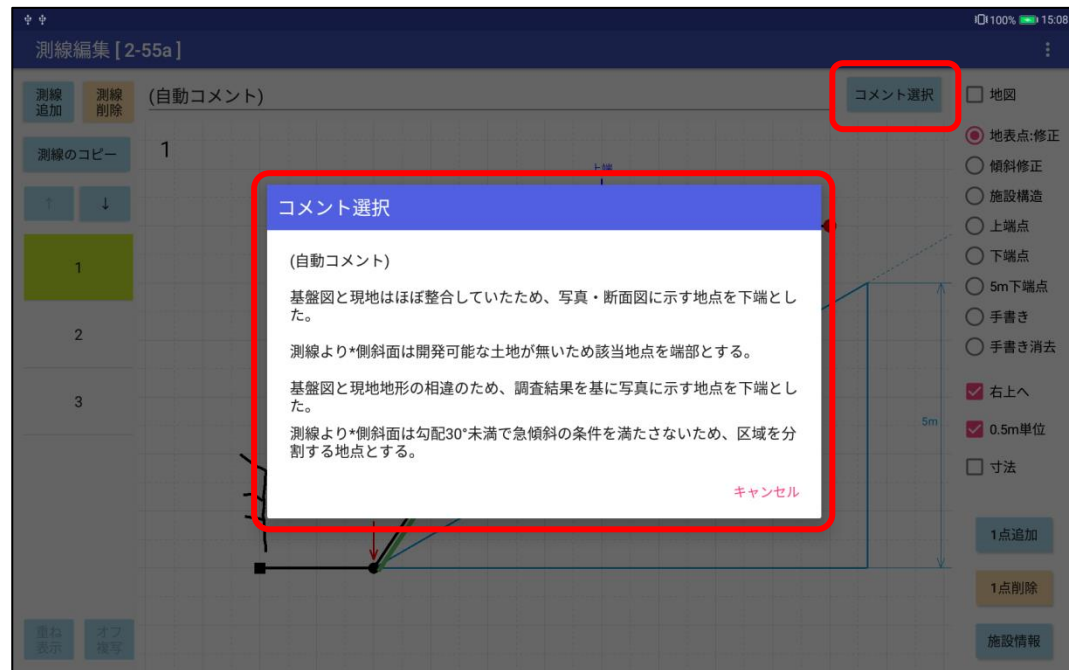 100% 15:08
測線編集 [ 2-55a ]
測線
追加
測線
削除
(自動コメント)
コメント選択
地図
測線のコピー
↑
↓
1
2
3
1
上端
コメント選択
(自動コメント)
基盤図と現地はほぼ整合していたため、写真・断面図に示す地点を下端とし
た。
測線より*側斜面は開発可能な土地が無いため該当地点を端部とする。
基盤図と現地地形の相違のため、調査結果を基に写真に示す地点を下端とし
た。
測線より*側斜面は勾配30°未満で急傾斜の条件を満たさないため、区域を分
割する地点とする。
キャンセル
5m
地表点:修正
傾斜修正
施設構造
上端点
下端点
5m下端点
手書き
手書き消去
右上へ
0.5m単位
寸法
1点追加
1点削除
施設情報
重ね
表示
オフ
複写